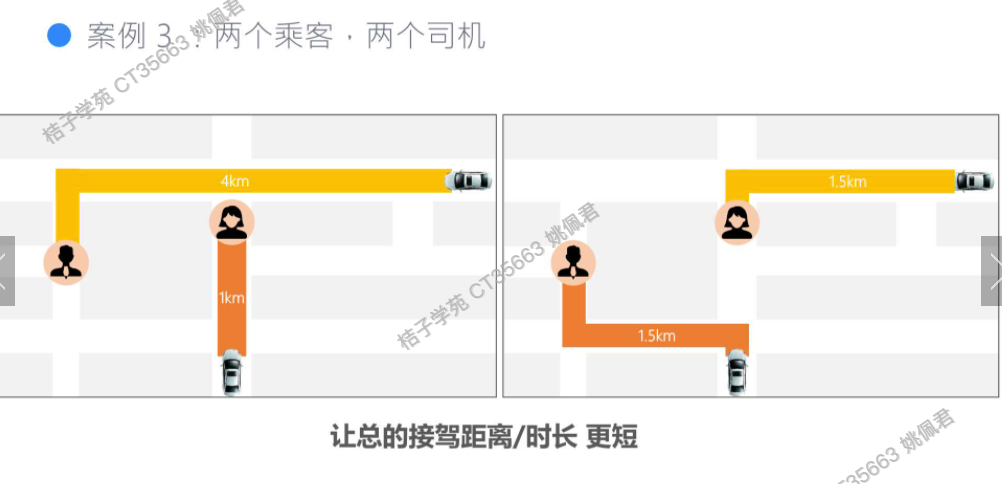 案例 3 ：两个乘客，两个司机
4km
1km
1.5km
1.5km
让总的接驾距离/时长 更短
桔子学苑 CT35663 姚佩君
桔子学苑 CT35663 姚佩君
CT35663 姚佩君